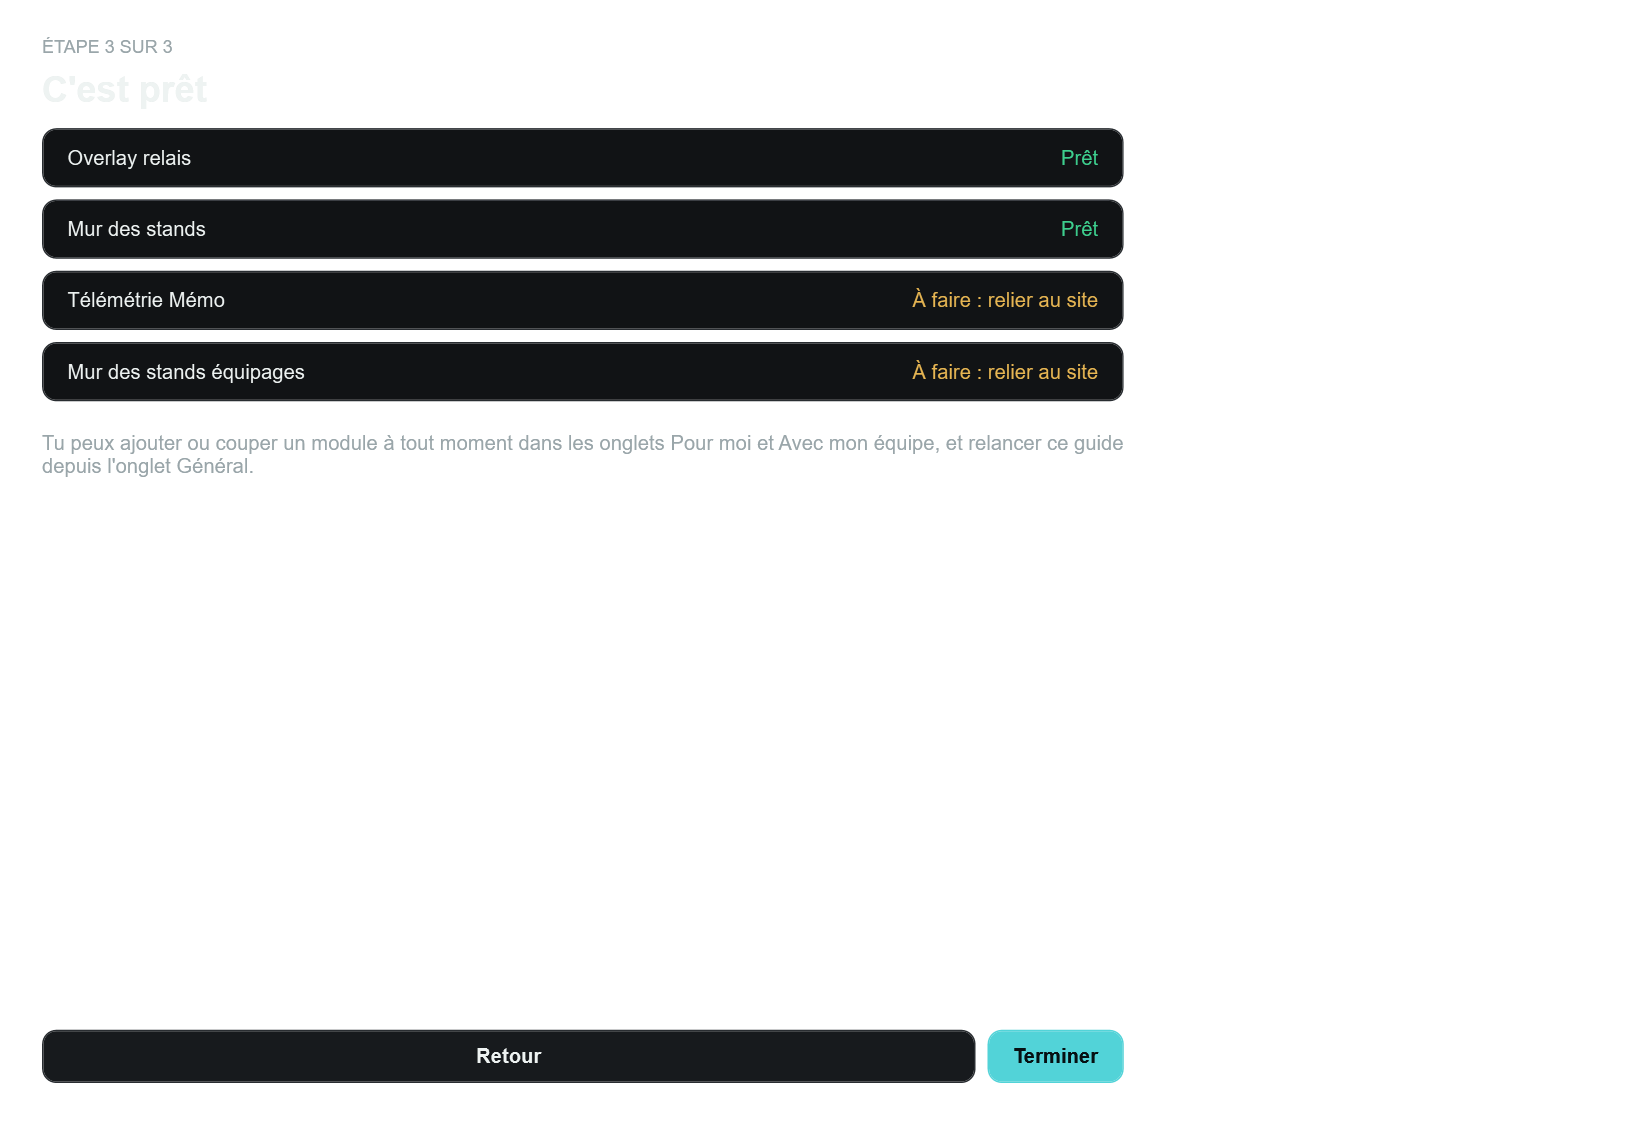 ÉTAPE 3 SUR 3
C'est prêt
Overlay relais Prêt
Mur des stands Prêt
Télémétrie Mémo À faire : relier au site
Mur des stands équipages À faire : relier au site
Tu peux ajouter ou couper un module à tout moment dans les onglets Pour moi et Avec mon équipe, et relancer ce guide
depuis l'onglet Général.
Retour Terminer